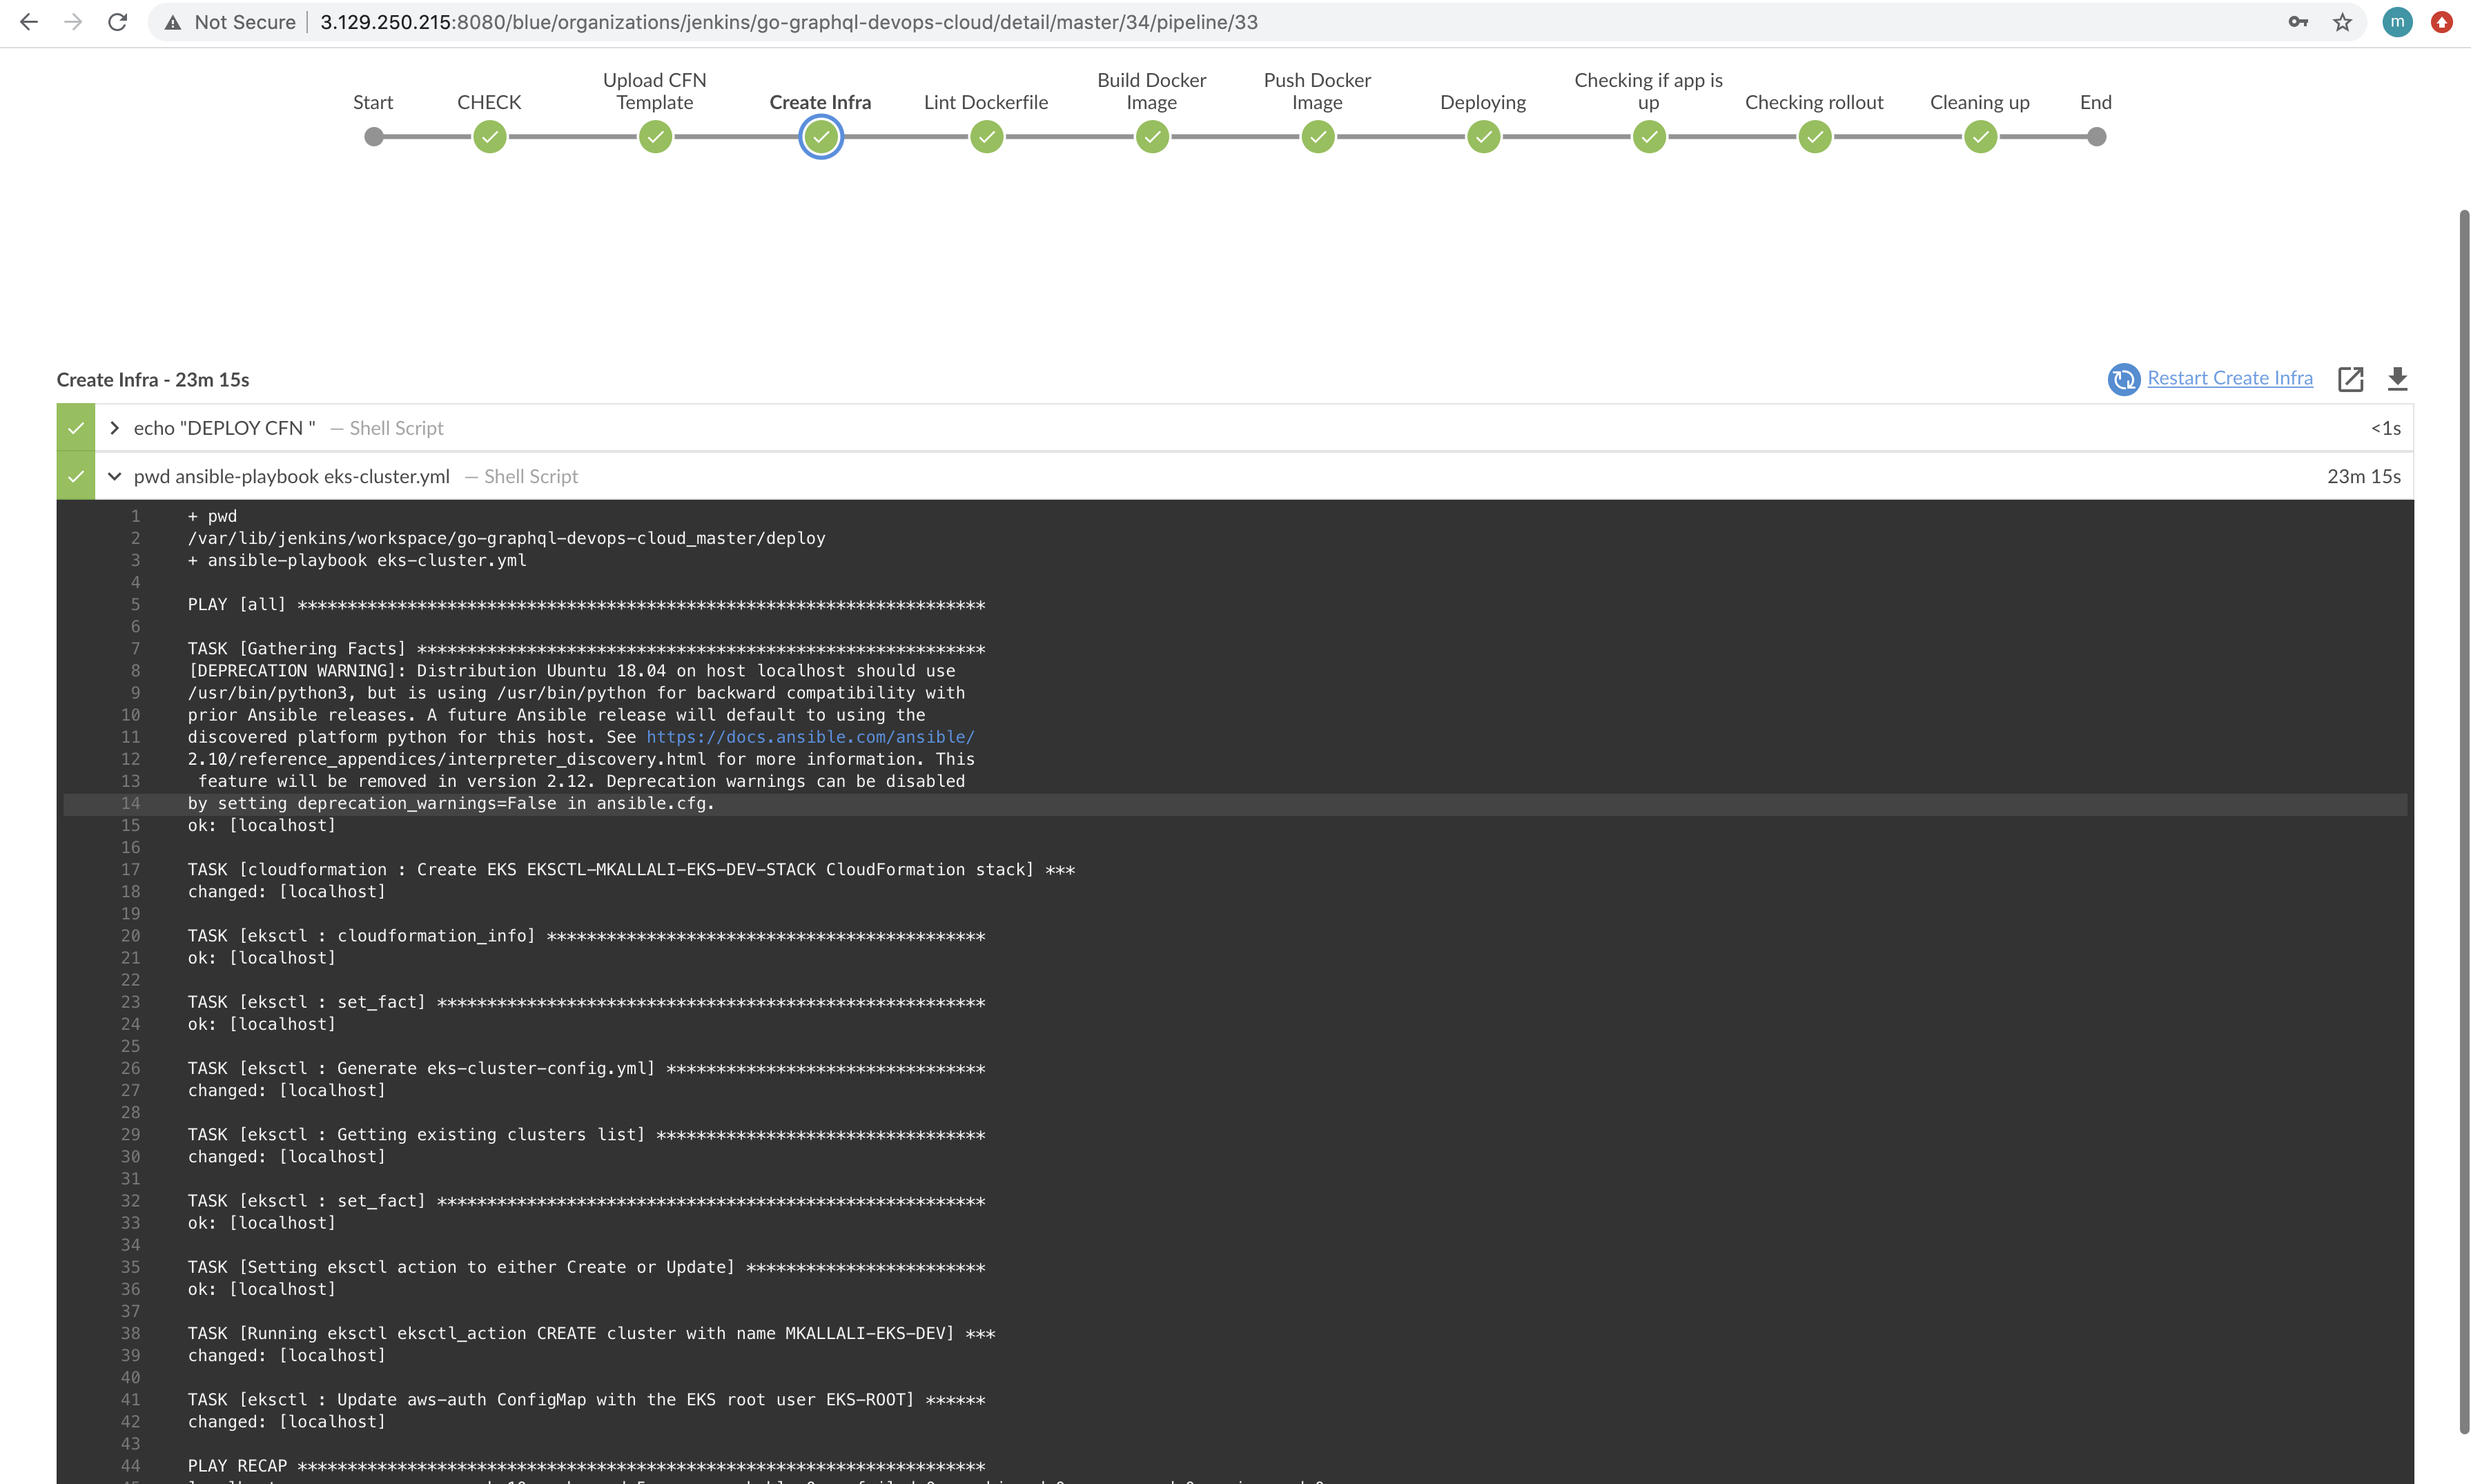 Not Secure | 3.129.250.215:8080/blue/organizations/jenkins/go-graphql-devops-cloud/detail/master/34/pipeline/33
m
Start
CHECK
Upload CFN
Template
Create Infra
Lint Dockerfile
Build Docker
Image
Push Docker
Image
Deploying
Checking if app is
up
Checking rollout
Cleaning up
End
Create Infra - 23m 15s
Restart Create Infra
echo "DEPLOY CFN " — Shell Script <1s
pwd ansible-playbook eks-cluster.yml — Shell Script 23m 15s
1 + pwd
2 /var/lib/jenkins/workspace/go-graphql-devops-cloud_master/deploy
3 + ansible-playbook eks-cluster.yml
4
5 PLAY [all] *********************************************************************
6
7 TASK [Gathering Facts] *********************************************************
8 [DEPRECATION WARNING]: Distribution Ubuntu 18.04 on host localhost should use
9 /usr/bin/python3, but is using /usr/bin/python for backward compatibility with
10 prior Ansible releases. A future Ansible release will default to using the
11 discovered platform python for this host. See https://docs.ansible.com/ansible/
12 2.10/reference_appendices/interpreter_discovery.html for more information. This
13 feature will be removed in version 2.12. Deprecation warnings can be disabled
14 by setting deprecation_warnings=False in ansible.cfg.
15 ok: [localhost]
16
17 TASK [cloudformation : Create EKS EKSCTL-MKALLALI-EKS-DEV-STACK CloudFormation stack] ***
18 changed: [localhost]
19
20 TASK [eksctl : cloudformation_info] ********************************************
21 ok: [localhost]
22
23 TASK [eksctl : set_fact] *******************************************************
24 ok: [localhost]
25
26 TASK [eksctl : Generate eks-cluster-config.yml] ********************************
27 changed: [localhost]
28
29 TASK [eksctl : Getting existing clusters list] *********************************
30 changed: [localhost]
31
32 TASK [eksctl : set_fact] *******************************************************
33 ok: [localhost]
34
35 TASK [Setting eksctl action to either Create or Update] ************************
36 ok: [localhost]
37
38 TASK [Running eksctl eksctl_action CREATE cluster with name MKALLALI-EKS-DEV] ***
39 changed: [localhost]
40
41 TASK [eksctl : Update aws-auth ConfigMap with the EKS root user EKS-ROOT] ******
42 changed: [localhost]
43
44 PLAY RECAP *********************************************************************